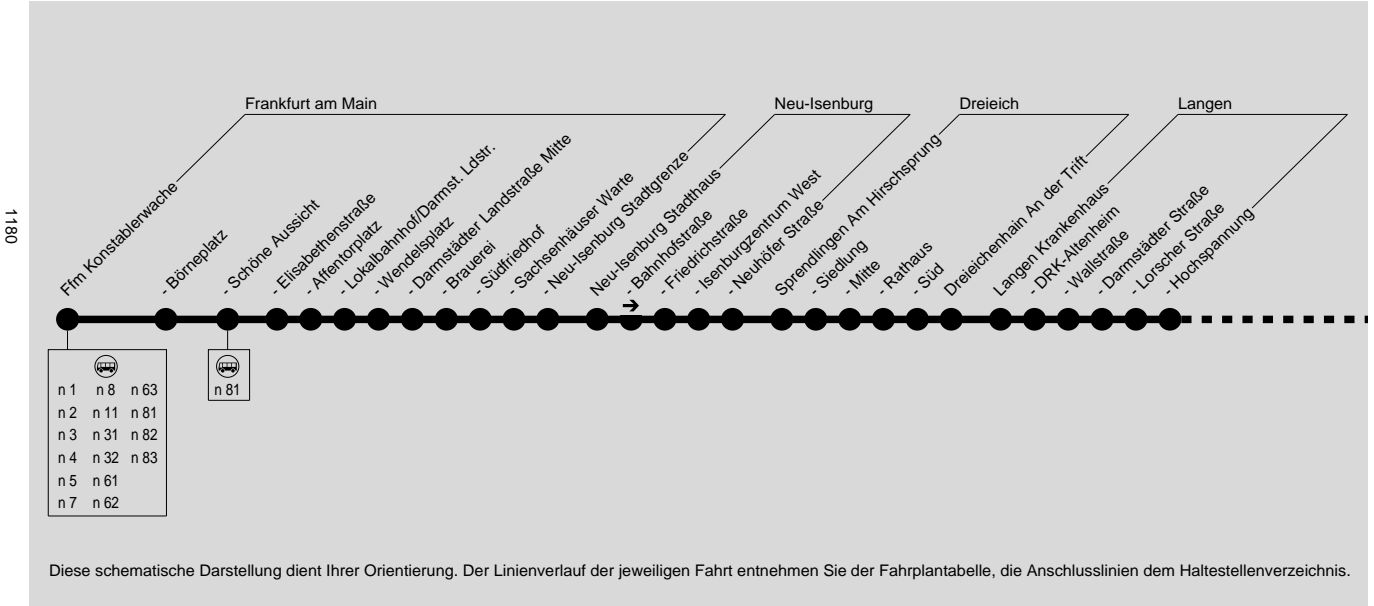 1180
Frankfurt am Main
Neu-Isenburg
Dreieich
Langen
Ffm Konstablerwache
- Börneplatz
- Schöne Aussicht
- Elisabethenstraße
- Affentorplatz
- Lokalbahnhof/Darmst. Ldstr.
- Wendelsplatz
- Darmstädter Landstraße Mitte
- Brauerei
- Südfriedhof
- Sachsenhäuser Warte
- Neu-Isenburg Stadtgrenze
Neu-Isenburg Stadthaus
- Bahnhofstraße
- Friedrichstraße
- Isenburgzentrum West
- Neuhöfer Straße
Sprendlingen Am Hirschsprung
- Siedlung
- Mitte
- Rathaus
- Süd
Dreieichenhain An der Trift
Langen Krankenhaus
- DRK-Altenheim
- Wallstraße
- Darmstädter Straße
- Lorscher Straße
- Hochspannung
n 1 n 8 n 63
n 2 n 11 n 81
n 3 n 31 n 82
n 4 n 32 n 83
n 5 n 61
n 7 n 62
n 81
Diese schematische Darstellung dient Ihrer Orientierung. Der Linienverlauf der jeweiligen Fahrt entnehmen Sie der Fahrplantabelle, die Anschlusslinien dem Haltestellenverzeichnis.